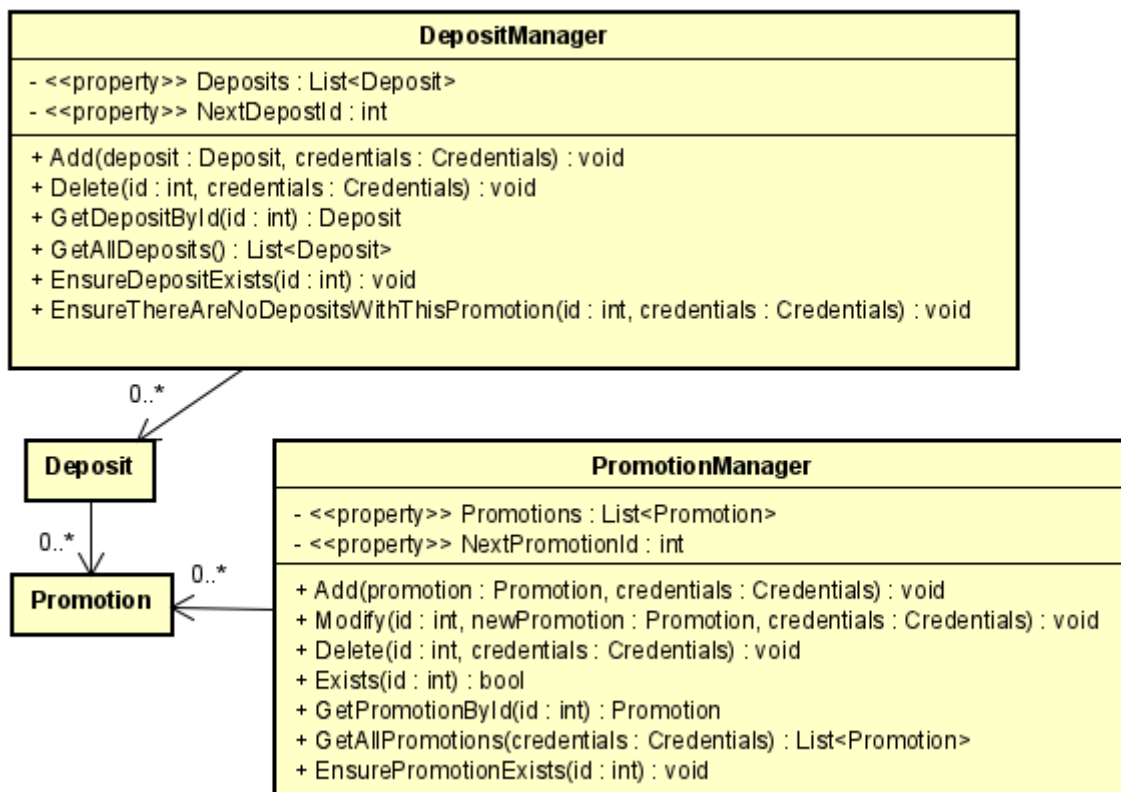 DepositManager
- <<property>> Deposits : List<Deposit>
- <<property>> NextDepostId : int
+ Add(deposit : Deposit, credentials : Credentials) : void
+ Delete(id : int, credentials : Credentials) : void
+ GetDepositById(id : int) : Deposit
+ GetAllDeposits() : List<Deposit>
+ EnsureDepositExists(id : int) : void
+ EnsureThereAreNoDepositsWithThisPromotion(id : int, credentials : Credentials) : void
0..*
Deposit
0..*
Promotion
0..*
PromotionManager
- <<property>> Promotions : List<Promotion>
- <<property>> NextPromotionId : int
+ Add(promotion : Promotion, credentials : Credentials) : void
+ Modify(id : int, newPromotion : Promotion, credentials : Credentials) : void
+ Delete(id : int, credentials : Credentials) : void
+ Exists(id : int) : bool
+ GetPromotionById(id : int) : Promotion
+ GetAllPromotions(credentials : Credentials) : List<Promotion>
+ EnsurePromotionExists(id : int) : void